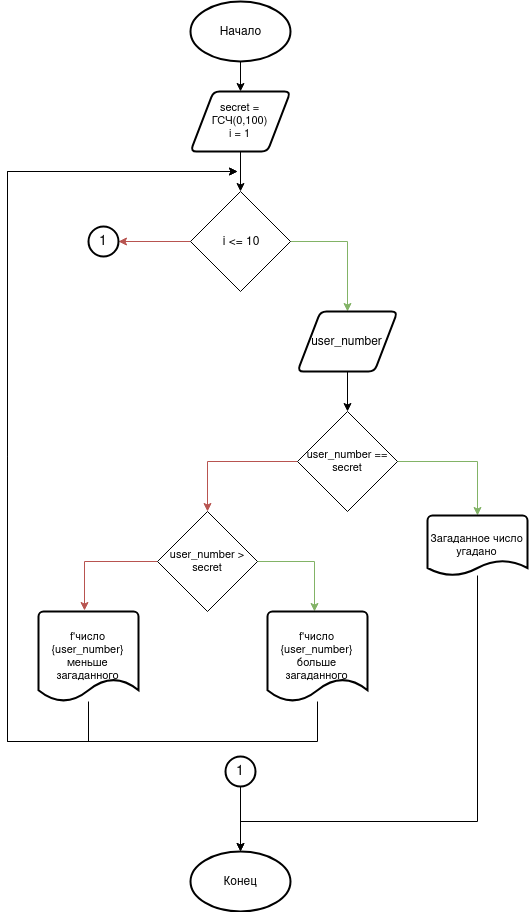 Начало
secret =
ГСЧ(0,100)
i = 1
i <= 10
1
user_number
user_number ==
secret
Загаданное число
угадано
user_number >
secret
f'число
{user_number}
меньше
загаданного
f'число
{user_number}
больше
загаданного
1
Конец